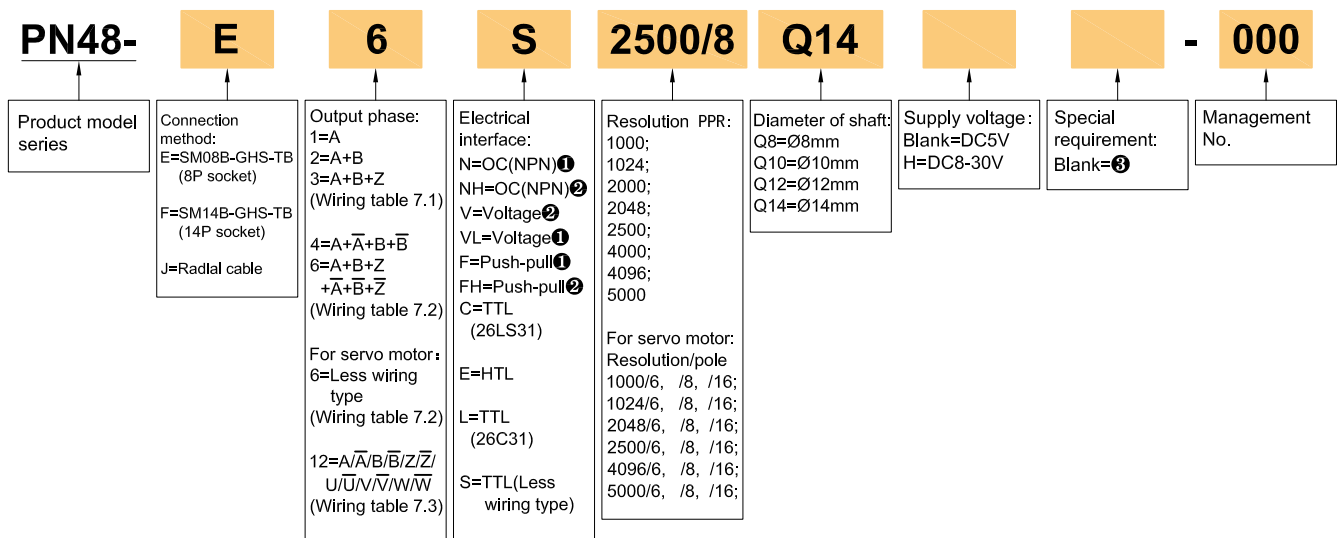 PN48- E 6 S 2500/8 Q14 - 000
Product model
series
Connection
method:
E=SM08B-GHS-TB
(8P socket)
F=SM14B-GHS-TB
(14P socket)
J=Radial cable
Output phase:
1=A
2=A+B
3=A+B+Z
(Wiring table 7.1)
4=A+A̅+B+B̅
6=A+B+Z
+A̅+B̅+Z̅
(Wiring table 7.2)
For servo motor:
6=Less wiring
type
(Wiring table 7.2)
12=A/A̅/B/B̅/Z/Z̅/
U/U̅/V/V̅/W/W̅
(Wiring table 7.3)
Electrical
interface:
N=OC(NPN)❶
NH=OC(NPN)❷
V=Voltage❷
VL=Voltage❶
F=Push-pull❶
FH=Push-pull❷
C=TTL
(26LS31)
E=HTL
L=TTL
(26C31)
S=TTL(Less
wiring type)
Resolution PPR:
1000;
1024;
2000;
2048;
2500;
4000;
4096;
5000
For servo motor:
Resolution/pole
1000/6, /8, /16;
1024/6, /8, /16;
2048/6, /8, /16;
2500/6, /8, /16;
4096/6, /8, /16;
5000/6, /8, /16;
Diameter of shaft:
Q8=Ø8mm
Q10=Ø10mm
Q12=Ø12mm
Q14=Ø14mm
Supply voltage:
Blank=DC5V
H=DC8-30V
Special
requirement:
Blank=❸
Management
No.